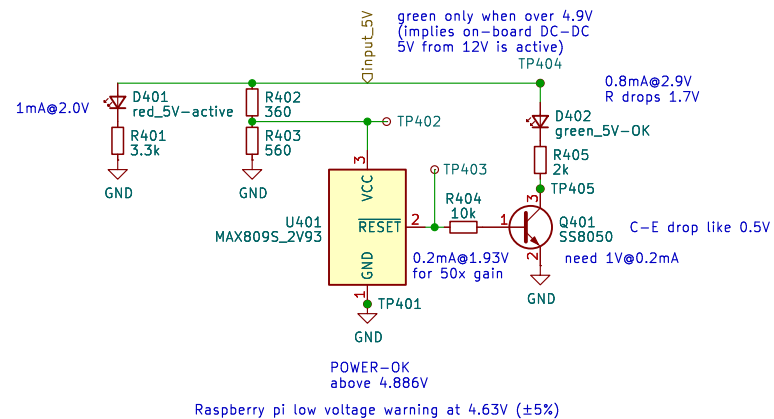 input_5V
green only when over 4.9V
(implies on-board DC-DC
5V from 12V is active)
TP404
1mA@2.0V
D401
red_5V-active
R401
3.3k
GND
R402
360
R403
560
GND
TP402
0.8mA@2.9V
R drops 1.7V
D402
green_5V-OK
R405
2k
TP405
3
VCC
TP403
R404
10k
U401
MAX809S_2V93
RESET
2
GND
1
1
3
2
Q401
SS8050
C-E drop like 0.5V
0.2mA@1.93V
for 50x gain
need 1V@0.2mA
TP401
GND
GND
POWER-OK
above 4.886V
Raspberry pi low voltage warning at 4.63V (±5%)